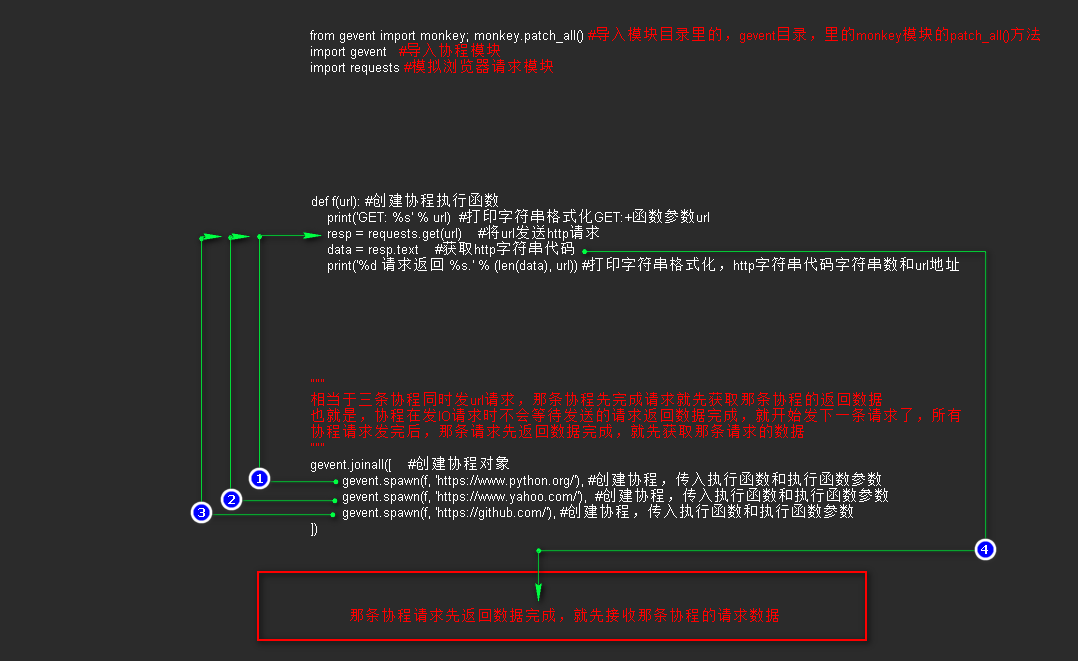 from gevent import monkey; monkey.patch_all() #导入模块目录里的，gevent目录，里的monkey模块的patch_all()方法
import gevent #导入协程模块
import requests #模拟浏览器请求模块
def f(url): #创建协程执行函数
print('GET: %s' % url) #打印字符串格式化GET:+函数参数url
resp = requests.get(url) #将url发送http请求
data = resp.text #获取http字符串代码
print('%d 请求返回 %s.' % (len(data), url)) #打印字符串格式化，http字符串代码字符串数和url地址
"""
相当于三条协程同时发url请求，那条协程先完成请求就先获取那条协程的返回数据
也就是，协程在发IO请求时不会等待发送的请求返回数据完成，就开始发下一条请求了，所有
协程请求发完后，那条请求先返回数据完成，就先获取那条请求的数据
"""
gevent.joinall([ #创建协程对象
1 gevent.spawn(f, 'https://www.python.org/'), #创建协程，传入执行函数和执行函数参数
2 gevent.spawn(f, 'https://www.yahoo.com/'), #创建协程，传入执行函数和执行函数参数
3 gevent.spawn(f, 'https://github.com/'), #创建协程，传入执行函数和执行函数参数
])
4
那条协程请求先返回数据完成，就先接收那条协程的请求数据